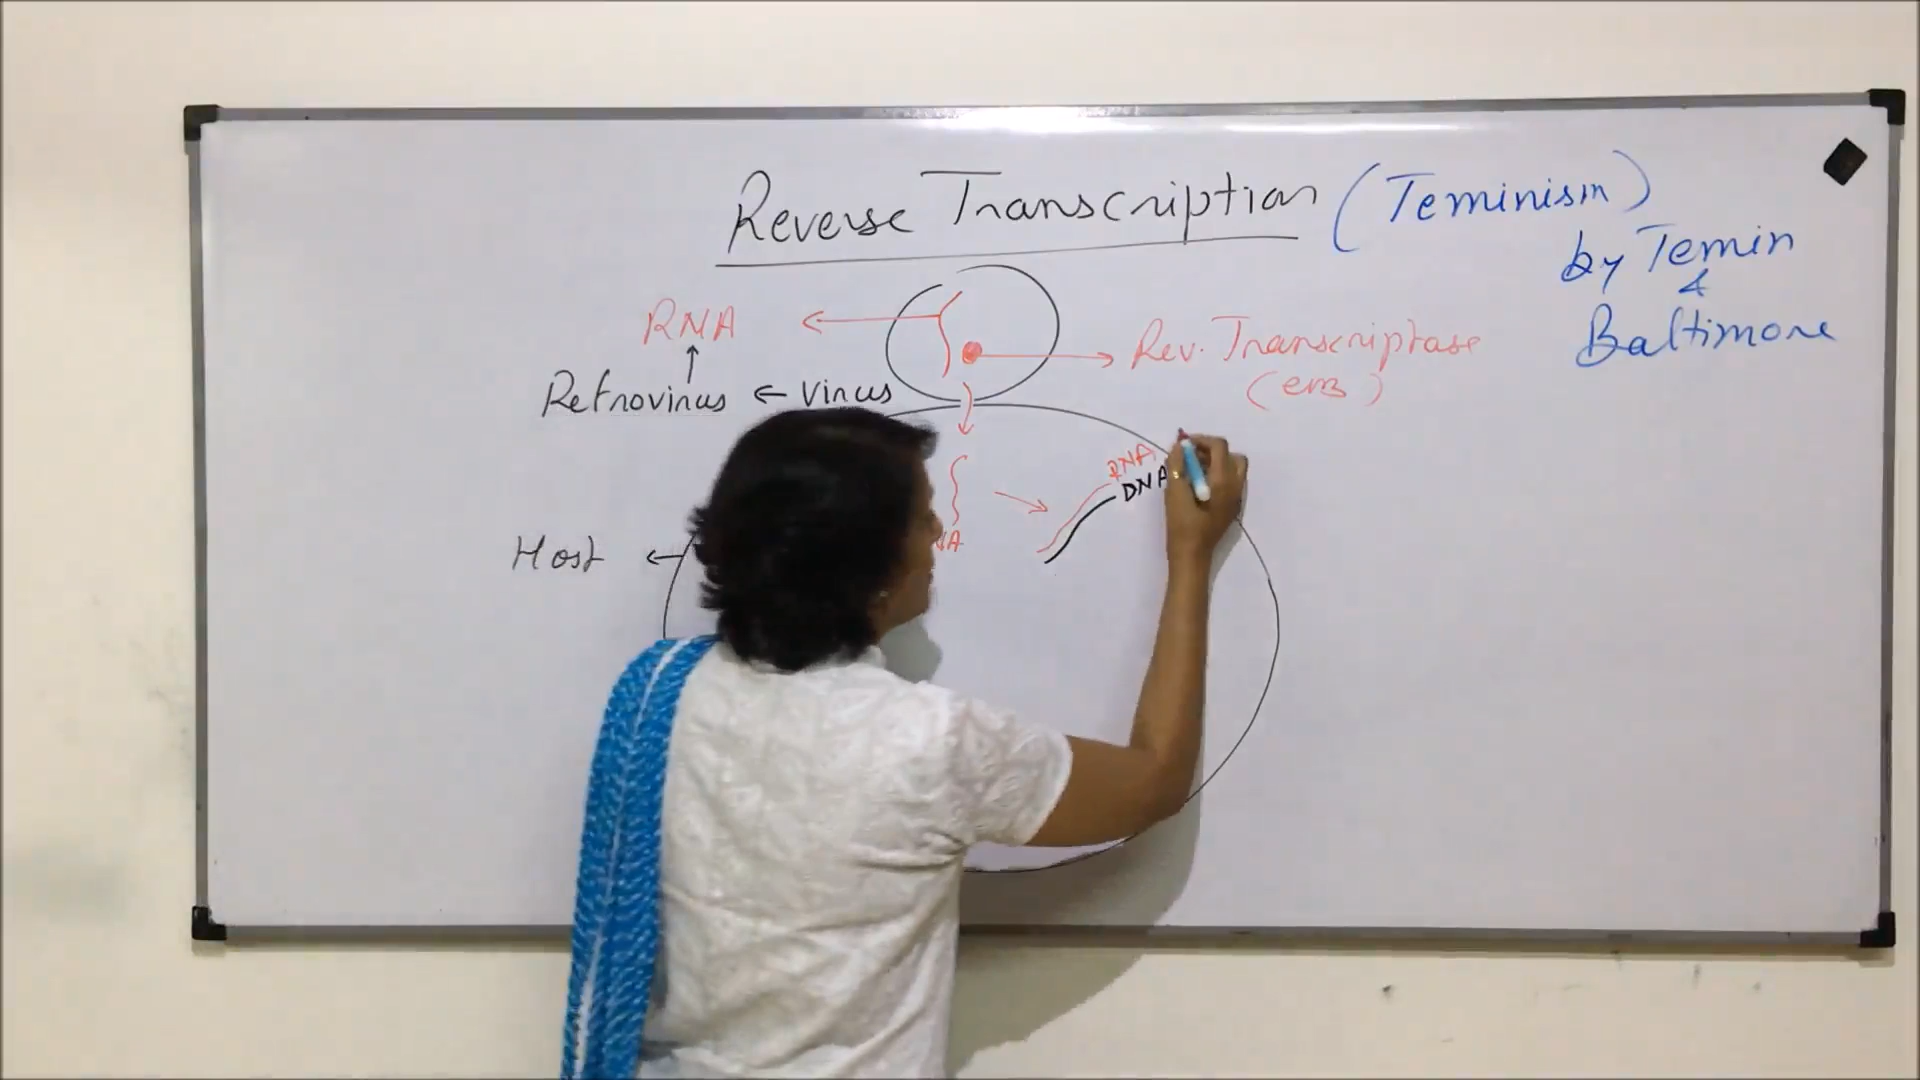 Reverse Transcription (Teminism)
by Temin
&
Baltimore
RNA
Rev. Transcriptase
(enz)
Retrovirus ← Virus
RNA
DNA
Host